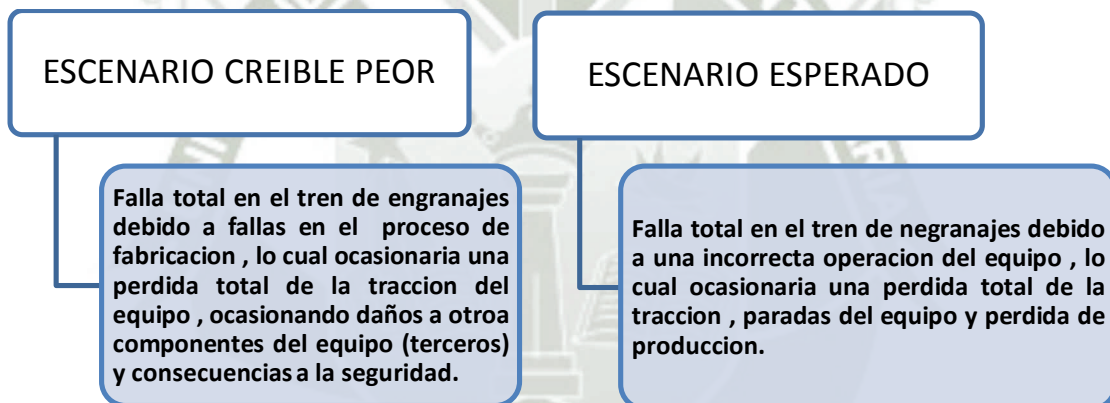 ESCENARIO CREIBLE PEOR
Falla total en el tren de engranajes
debido a fallas en el proceso de
fabricacion , lo cual ocasionaria una
perdida total de la traccion del
equipo , ocasionando daños a otroa
componentes del equipo (terceros)
y consecuencias a la seguridad.
ESCENARIO ESPERADO
Falla total en el tren de negranajes debido
a una incorrecta operacion del equipo , lo
cual ocasionaria una perdida total de la
traccion , paradas del equipo y perdida de
produccion.